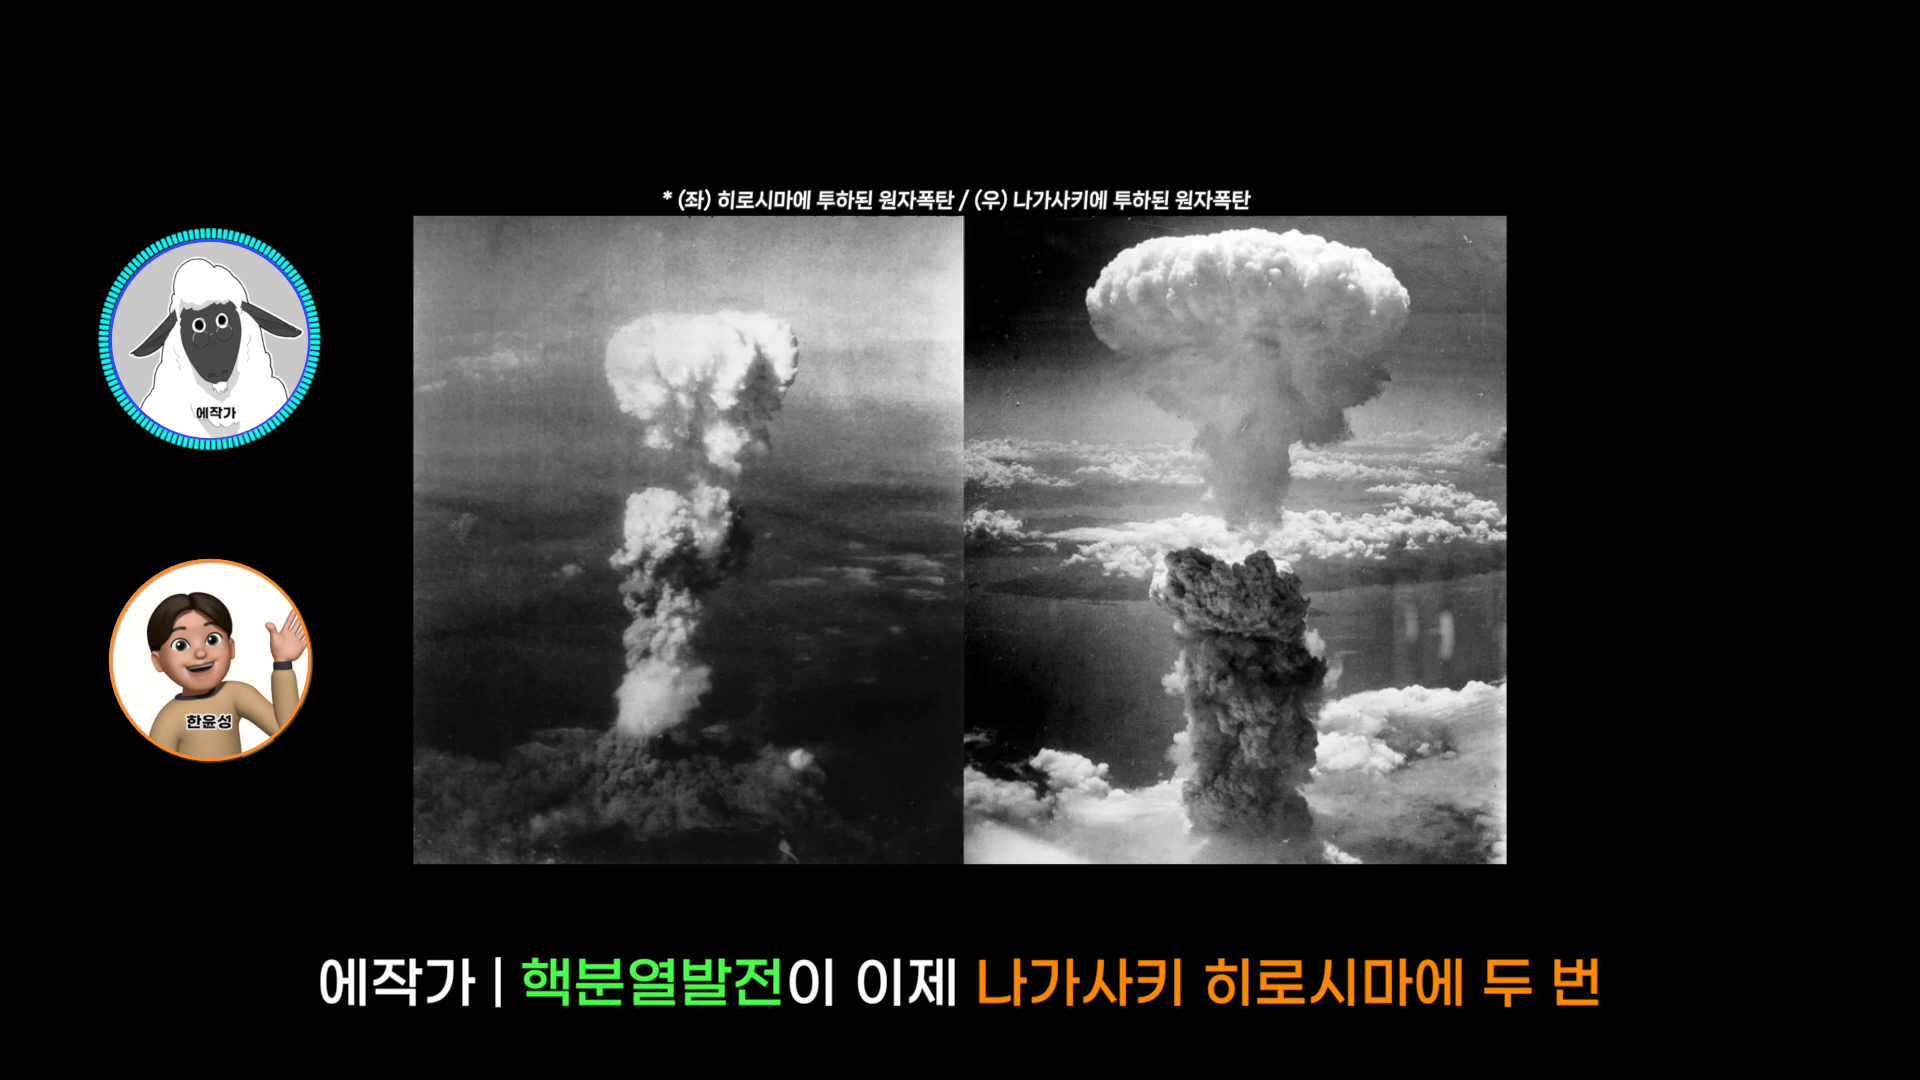 * (좌) 히로시마에 투하된 원자폭탄 / (우) 나가사키에 투하된 원자폭탄
에작가
한윤성
에작가 | 핵분열발전이 이제 나가사키 히로시마에 두 번